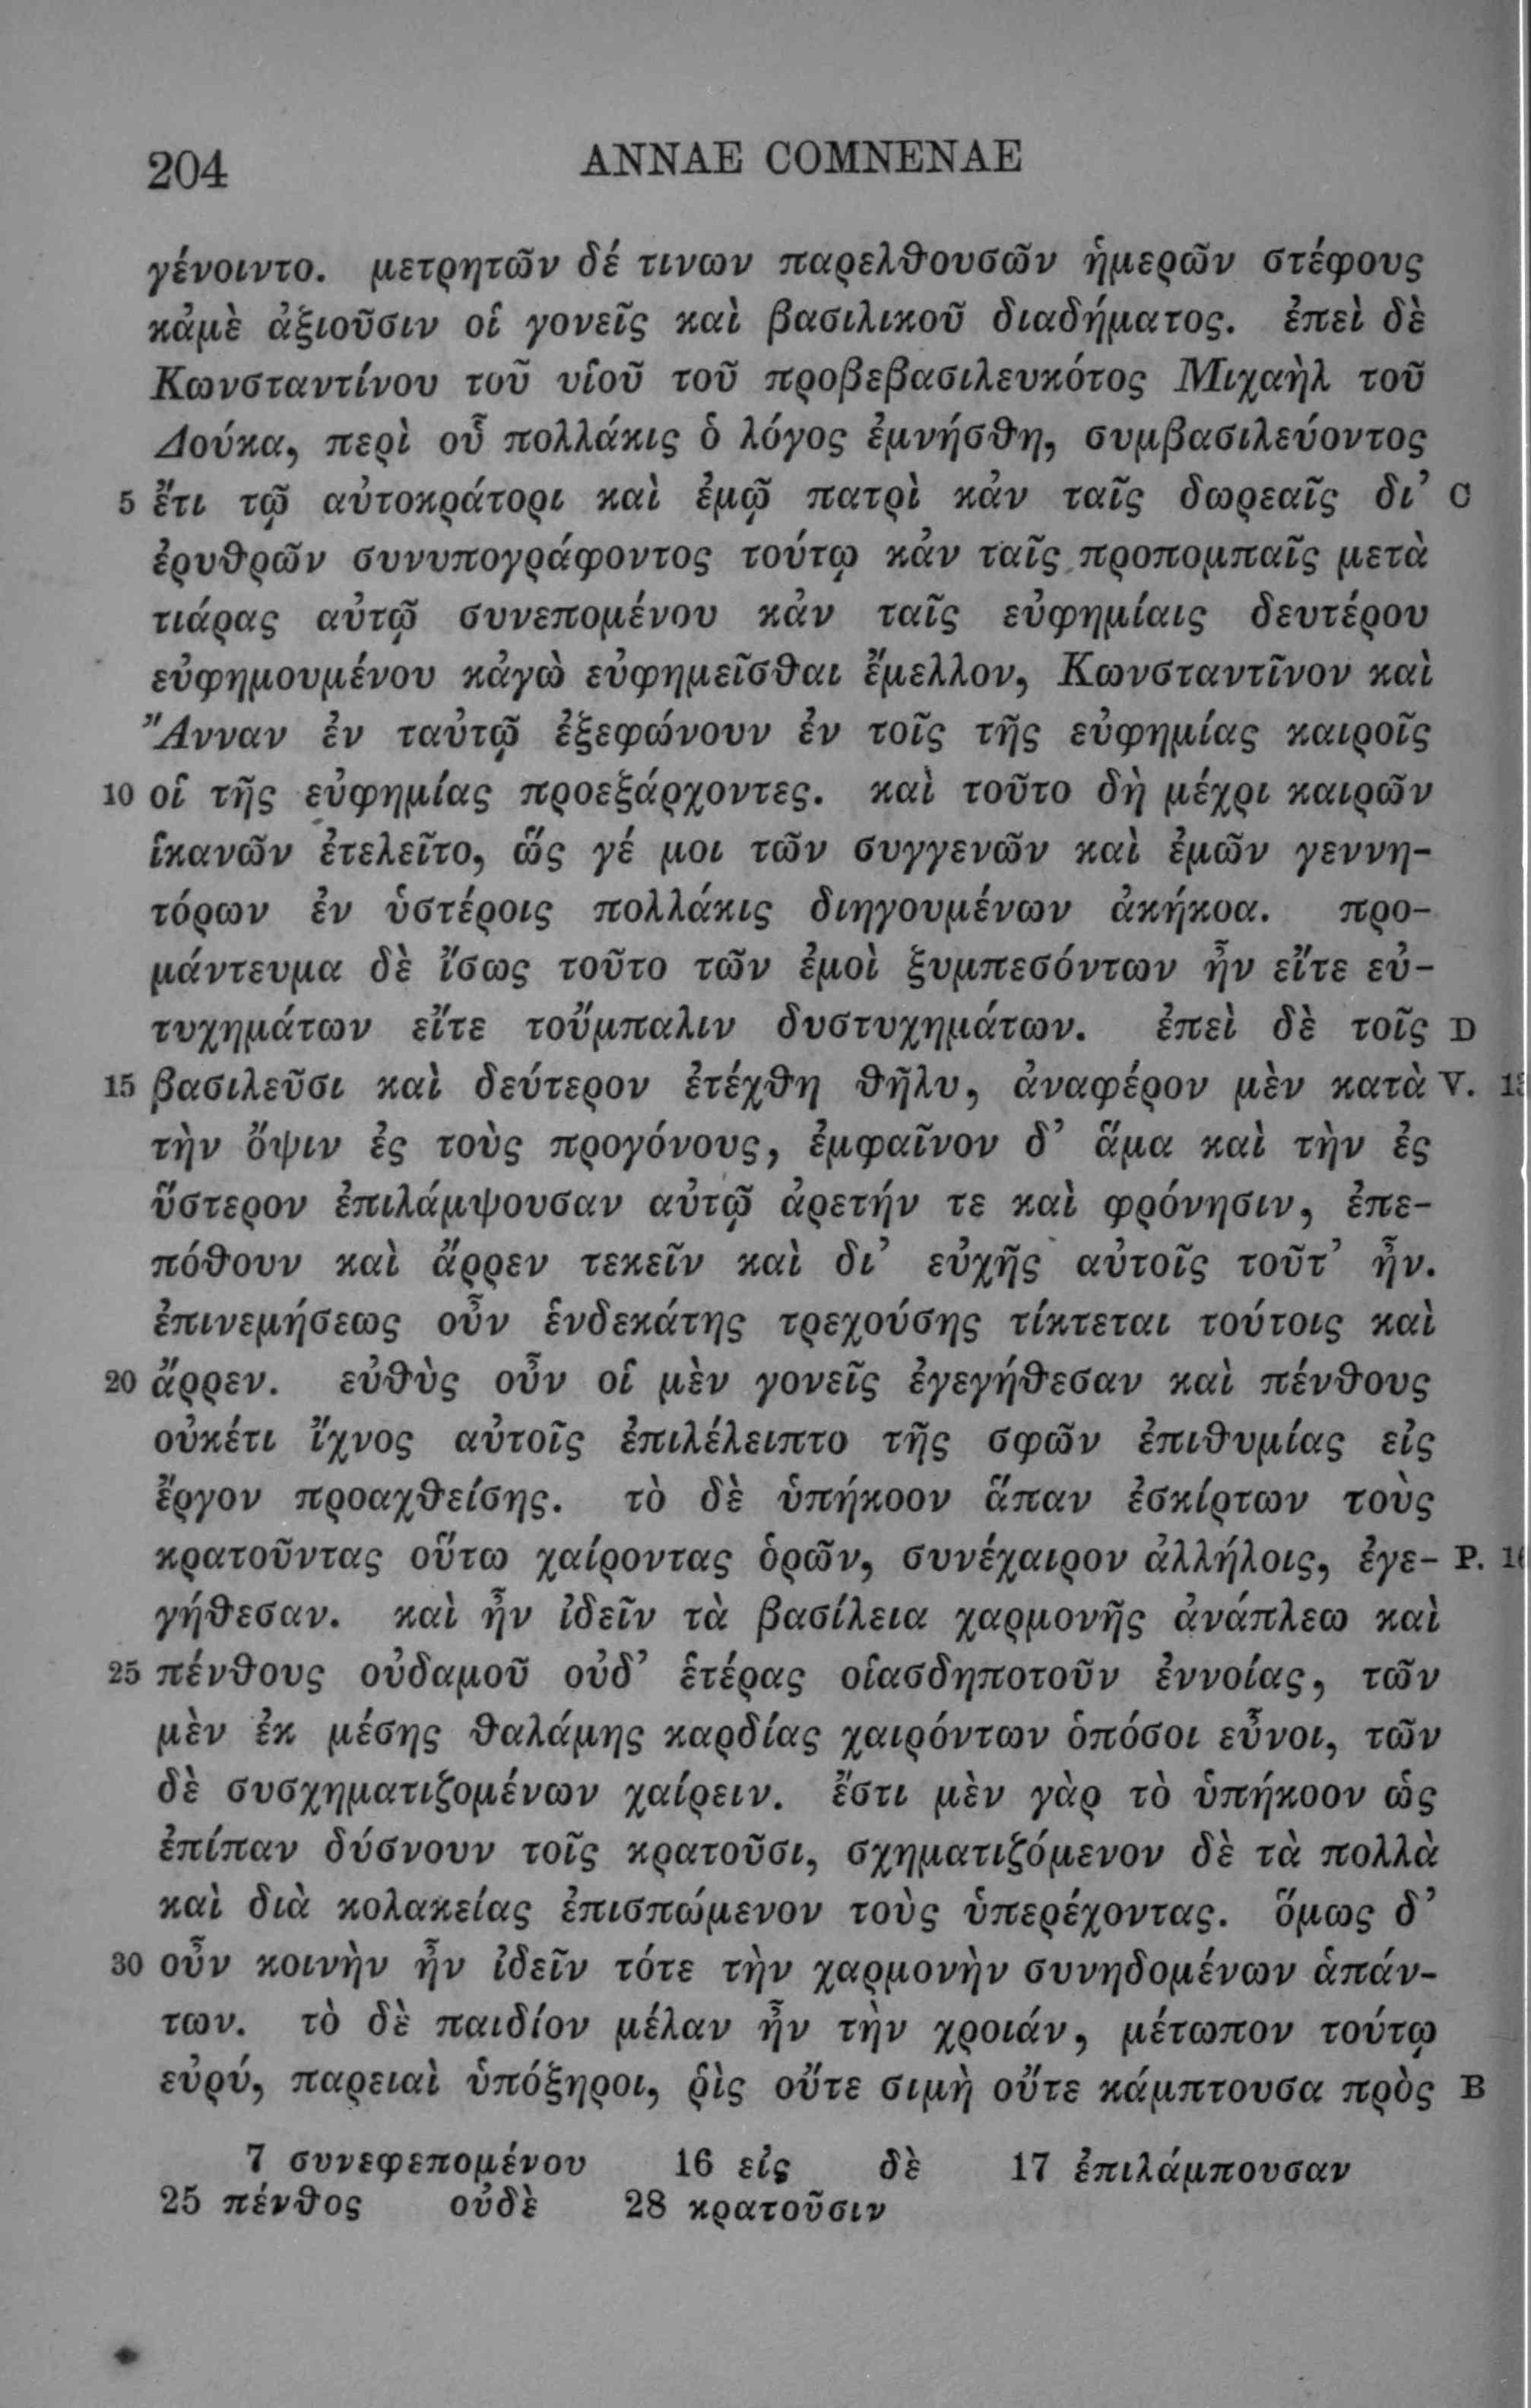 204 ANNAE COMNENAE
γένοιντο. μετρητῶν δέ τινων παρελθουσῶν ἡμερῶν στέφους
κἀμὲ ἀξιοῦσιν οἱ γονεῖς καὶ βασιλικοῦ διαδήματος. ἐπεὶ δὲ
Κωνσταντίνου τοῦ υἱοῦ τοῦ προβεβασιλευκότος Μιχαὴλ τοῦ
Δούκα, περὶ οὗ πολλάκις ὁ λόγος ἐμνήσθη, συμβασιλεύοντος
5 ἔτι τῷ αὐτοκράτορι καὶ ἐμῷ πατρὶ κἀν ταῖς δωρεαῖς δι’ C
ἐρυθρῶν συνυπογράφοντος τούτῳ κἀν ταῖς προπομπαῖς μετὰ
τιάρας αὐτῷ συνεπομένου κἀν ταῖς εὐφημίαις δευτέρου
εὐφημουμένου κἀγὼ εὐφημεῖσθαι ἔμελλον, Κωνσταντῖνον καὶ
Ἄνναν ἐν ταὐτῷ ἐξεφώνουν ἐν τοῖς τῆς εὐφημίας καιροῖς
10 οἱ τῆς εὐφημίας προεξάρχοντες. καὶ τοῦτο δὴ μέχρι καιρῶν
ἱκανῶν ἐτελεῖτο, ὥς γέ μοι τῶν συγγενῶν καὶ ἐμῶν γεννη-
τόρων ἐν ὑστέροις πολλάκις διηγουμένων ἀκήκοα. προ-
μάντευμα δὲ ἴσως τοῦτο τῶν ἐμοὶ ξυμπεσόντων ἦν εἴτε εὐ-
τυχημάτων εἴτε τοὔμπαλιν δυστυχημάτων. ἐπεὶ δὲ τοῖς D
15 βασιλεῦσι καὶ δεύτερον ἐτέχθη θῆλυ, ἀναφέρον μὲν κατὰ V.
τὴν ὄψιν ἐς τοὺς προγόνους, ἐμφαῖνον δ’ ἅμα καὶ τὴν ἐς
ὕστερον ἐπιλάμψουσαν αὐτῷ ἀρετήν τε καὶ φρόνησιν, ἐπε-
πόθουν καὶ ἄρρεν τεκεῖν καὶ δι’ εὐχῆς αὐτοῖς τοῦτ’ ἦν.
ἐπινεμήσεως οὖν ἑνδεκάτης τρεχούσης τίκτεται τούτοις καὶ
20 ἄρρεν. εὐθὺς οὖν οἱ μὲν γονεῖς ἐγεγήθεσαν καὶ πένθους
οὐκέτι ἴχνος αὐτοῖς ἐπιλέλειπτο τῆς σφῶν ἐπιθυμίας εἰς
ἔργον προαχθείσης. τὸ δὲ ὑπήκοον ἅπαν ἐσκίρτων τοὺς
κρατοῦντας οὕτω χαίροντας ὁρῶν, συνέχαιρον ἀλλήλοις, ἐγε- P.
γήθεσαν. καὶ ἦν ἰδεῖν τὰ βασίλεια χαρμονῆς ἀνάπλεω καὶ
25 πένθους οὐδαμοῦ οὐδ’ ἑτέρας οἱασδηποτοῦν ἐννοίας, τῶν
μὲν ἐκ μέσης θαλάμης καρδίας χαιρόντων ὁπόσοι εὖνοι, τῶν
δὲ συσχηματιζομένων χαίρειν. ἔστι μὲν γὰρ τὸ ὑπήκοον ὡς
ἐπίπαν δύσνουν τοῖς κρατοῦσι, σχηματιζόμενον δὲ τὰ πολλὰ
καὶ διὰ κολακείας ἐπισπώμενον τοὺς ὑπερέχοντας. ὅμως δ’
30 οὖν κοινὴν ἦν ἰδεῖν τότε τὴν χαρμονὴν συνηδομένων ἁπάν-
των. τὸ δὲ παιδίον μέλαν ἦν τὴν χροιάν, μέτωπον τούτῳ
εὐρύ, παρειαὶ ὑπόξηροι, ῥὶς οὔτε σιμὴ οὔτε κάμπτουσα πρὸς B
7 συνεφεπομένου 16 εἰς δὲ 17 ἐπιλάμπουσαν
25 πένθος οὐδὲ 28 κρατοῦσιν